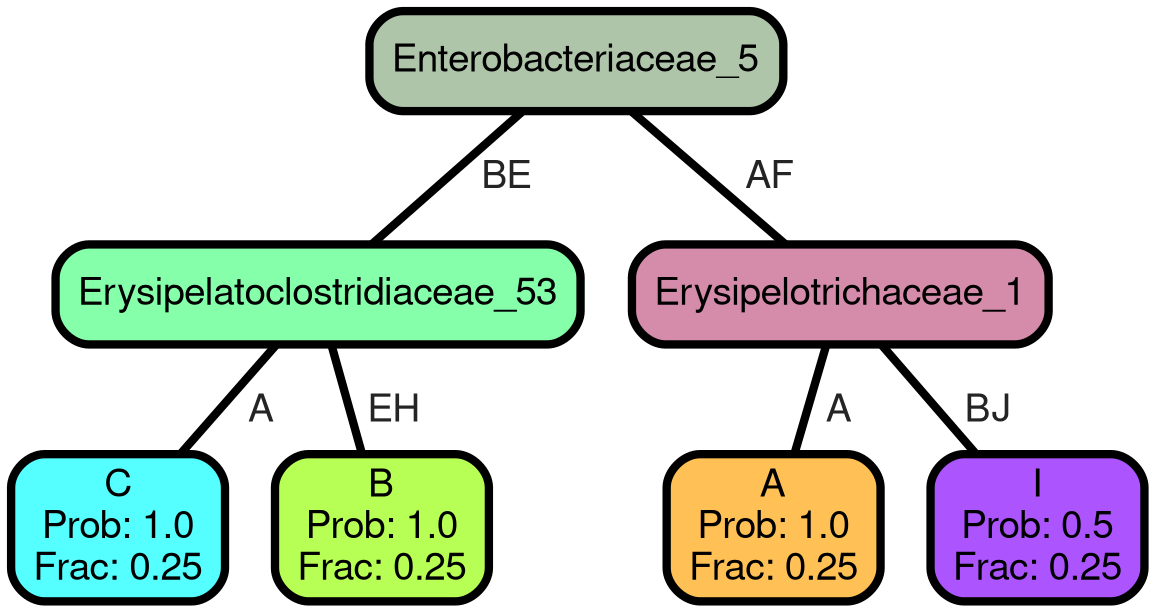 Enterobacteriaceae_5
BE
AF
Erysipelatoclostridiaceae_53
Erysipelotrichaceae_1
A
EH
A
BJ
C
Prob: 1.0
Frac: 0.25
B
Prob: 1.0
Frac: 0.25
A
Prob: 1.0
Frac: 0.25
I
Prob: 0.5
Frac: 0.25